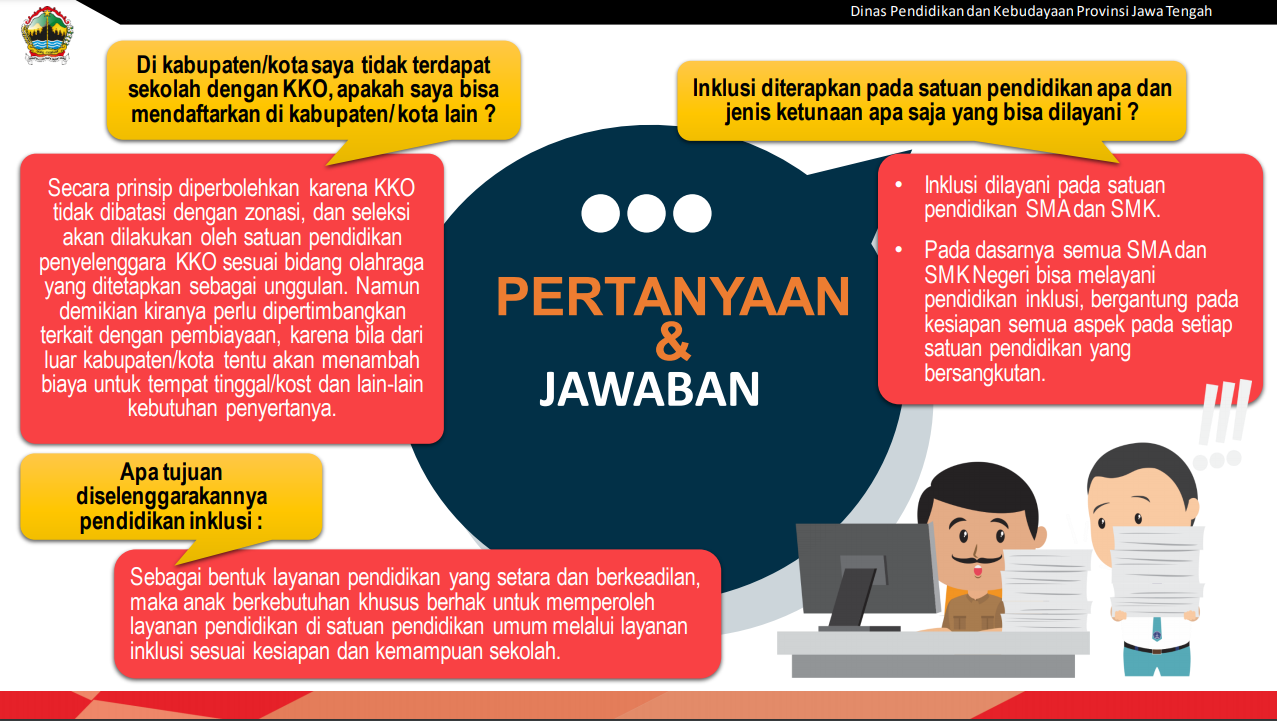 Dinas Pendidikan dan Kebudayaan Provinsi Jawa Tengah
Di kabupaten/kota saya tidak terdapat
sekolah dengan KKO, apakah saya bisa
mendaftarkan di kabupaten/ kota lain ?
Secara prinsip diperbolehkan karena KKO
tidak dibatasi dengan zonasi, dan seleksi
akan dilakukan oleh satuan pendidikan
penyelenggara KKO sesuai bidang olahraga
yang ditetapkan sebagai unggulan. Namun
demikian kiranya perlu dipertimbangkan
terkait dengan pembiayaan, karena bila dari
luar kabupaten/kota tentu akan menambah
biaya untuk tempat tinggal/kost dan lain-lain
kebutuhan penyertanya.
Inklusi diterapkan pada satuan pendidikan apa dan
jenis ketunaan apa saja yang bisa dilayani ?
• Inklusi dilayani pada satuan
pendidikan SMA dan SMK.
• Pada dasarnya semua SMA dan
SMK Negeri bisa melayani
pendidikan inklusi, bergantung pada
kesiapan semua aspek pada setiap
satuan pendidikan yang
bersangkutan.
PERTANYAAN
&
JAWABAN
Apa tujuan
diselenggarakannya
pendidikan inklusi :
Sebagai bentuk layanan pendidikan yang setara dan berkeadilan,
maka anak berkebutuhan khusus berhak untuk memperoleh
layanan pendidikan di satuan pendidikan umum melalui layanan
inklusi sesuai kesiapan dan kemampuan sekolah.
!!!